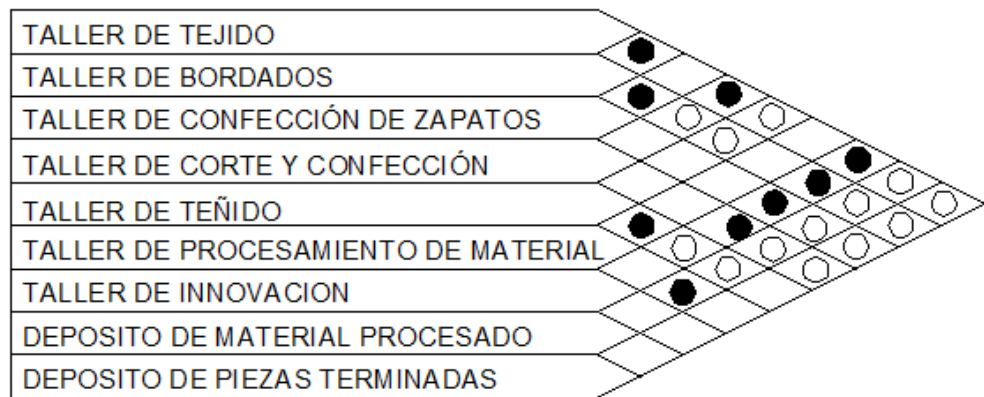 TALLER DE TEJIDO
TALLER DE BORDADOS
TALLER DE CONFECCIÓN DE ZAPATOS
TALLER DE CORTE Y CONFECCIÓN
TALLER DE TEÑIDO
TALLER DE PROCESAMIENTO DE MATERIAL
TALLER DE INNOVACION
DEPOSITO DE MATERIAL PROCESADO
DEPOSITO DE PIEZAS TERMINADAS